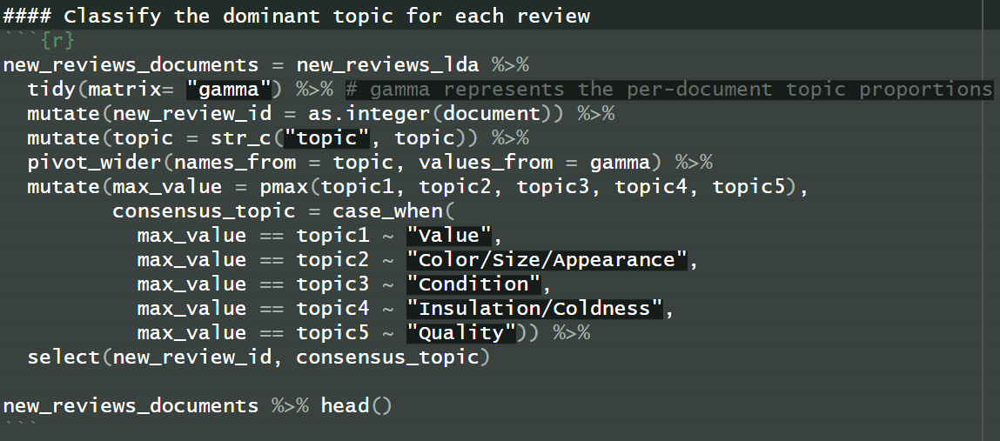 #### Classify the dominant topic for each review
```{r}
new_reviews_documents = new_reviews_lda %>%
  tidy(matrix= "gamma") %>% # gamma represents the per-document topic proportions
  mutate(new_review_id = as.integer(document)) %>%
  mutate(topic = str_c("topic", topic)) %>%
  pivot_wider(names_from = topic, values_from = gamma) %>%
  mutate(max_value = pmax(topic1, topic2, topic3, topic4, topic5),
         consensus_topic = case_when(
           max_value == topic1 ~ "Value",
           max_value == topic2 ~ "Color/Size/Appearance",
           max_value == topic3 ~ "Condition",
           max_value == topic4 ~ "Insulation/Coldness",
           max_value == topic5 ~ "Quality")) %>%
  select(new_review_id, consensus_topic)

new_reviews_documents %>% head()
```